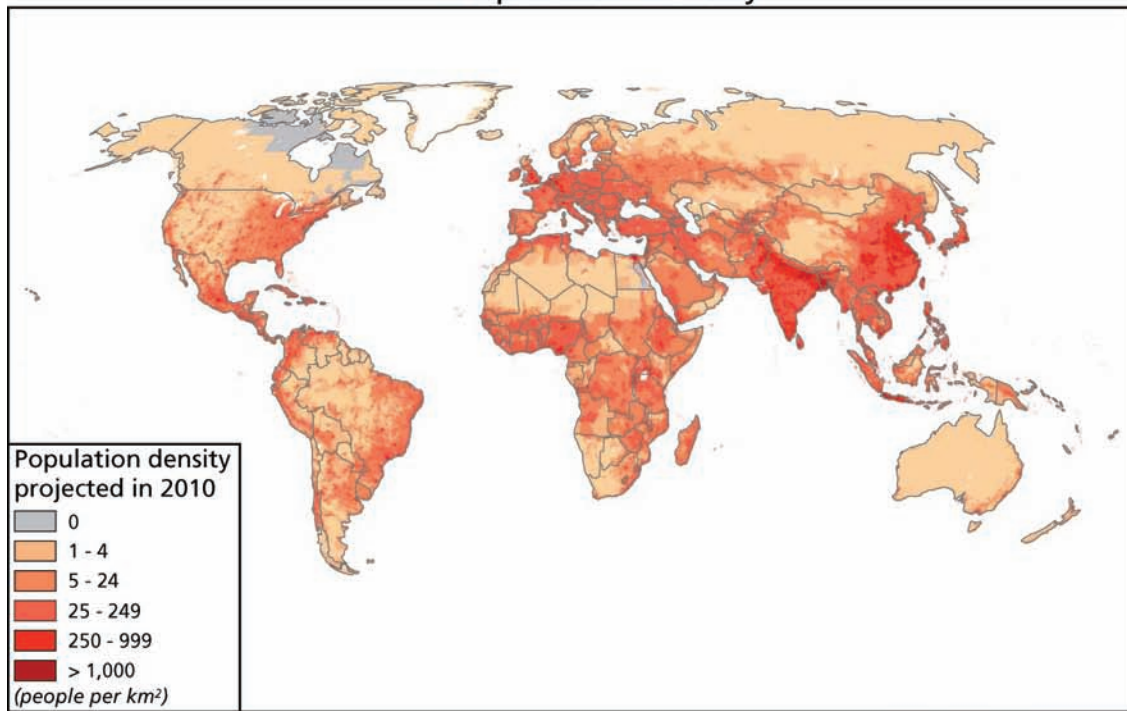 Population density
projected in 2010
0
1 - 4
5 - 24
25 - 249
250 - 999
> 1,000
(people per km²)